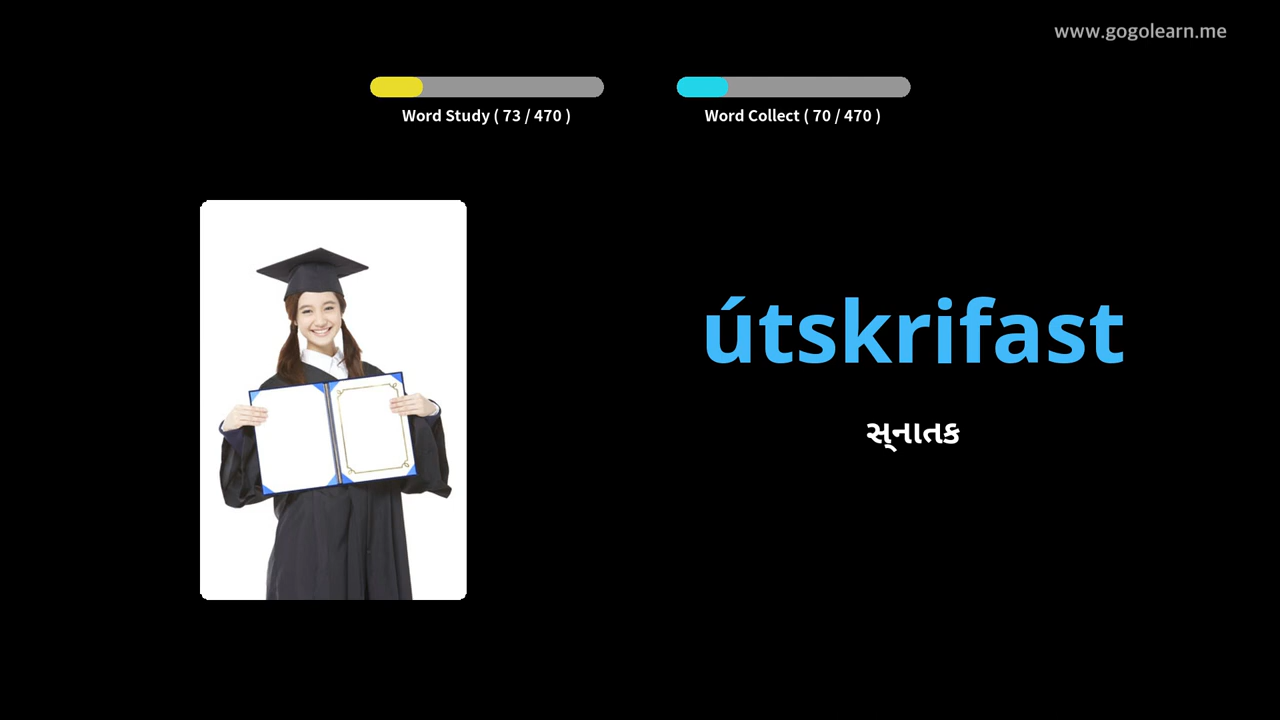 www.gogolearn.me
Word Study ( 73 / 470 )
Word Collect ( 70 / 470 )
útskrifast
સ્નાતક